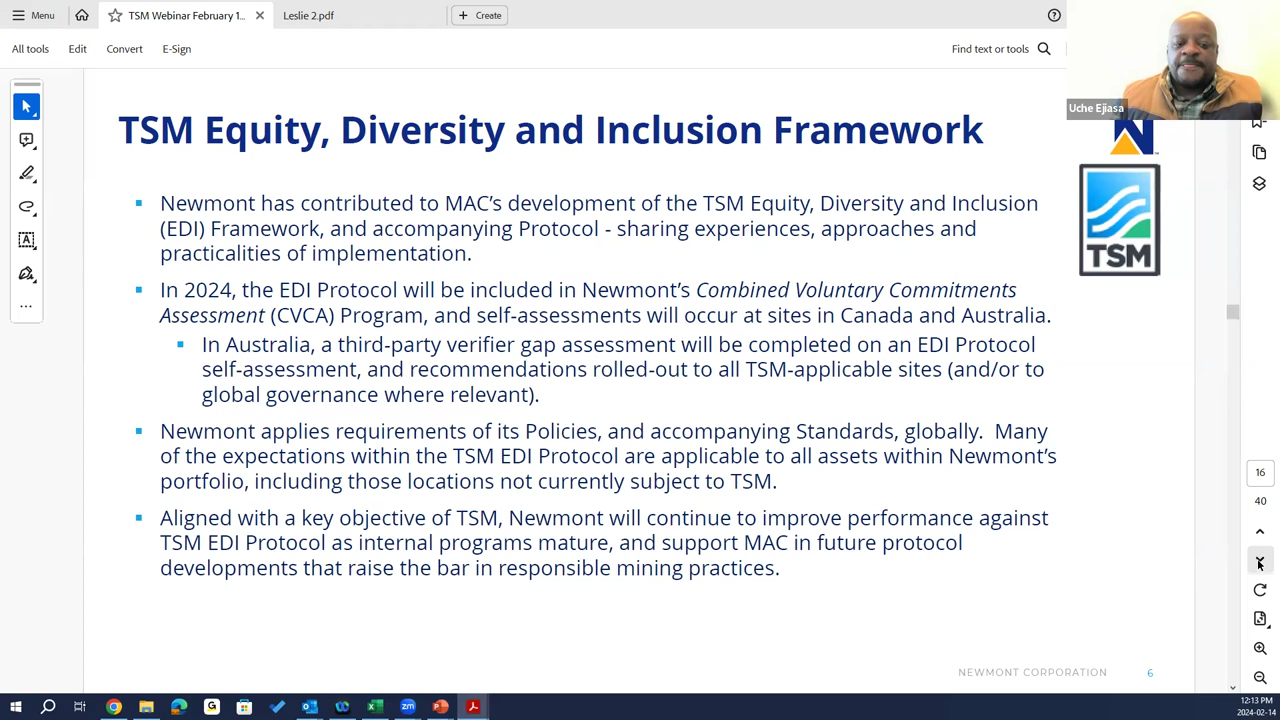 Menu
TSM Webinar February 1...
Leslie 2.pdf
Create
All tools
Edit
Convert
E-Sign
Find text or tools
Uche Ejiasa
TSM Equity, Diversity and Inclusion Framework
TSM
Newmont has contributed to MAC’s development of the TSM Equity, Diversity and Inclusion
(EDI) Framework, and accompanying Protocol - sharing experiences, approaches and
practicalities of implementation.
In 2024, the EDI Protocol will be included in Newmont’s Combined Voluntary Commitments
Assessment (CVCA) Program, and self-assessments will occur at sites in Canada and Australia.
In Australia, a third-party verifier gap assessment will be completed on an EDI Protocol
self-assessment, and recommendations rolled-out to all TSM-applicable sites (and/or to
global governance where relevant).
Newmont applies requirements of its Policies, and accompanying Standards, globally. Many
of the expectations within the TSM EDI Protocol are applicable to all assets within Newmont’s
portfolio, including those locations not currently subject to TSM.
Aligned with a key objective of TSM, Newmont will continue to improve performance against
TSM EDI Protocol as internal programs mature, and support MAC in future protocol
developments that raise the bar in responsible mining practices.
16
40
NEWMONT CORPORATION 6
12:13 PM
2024-02-14